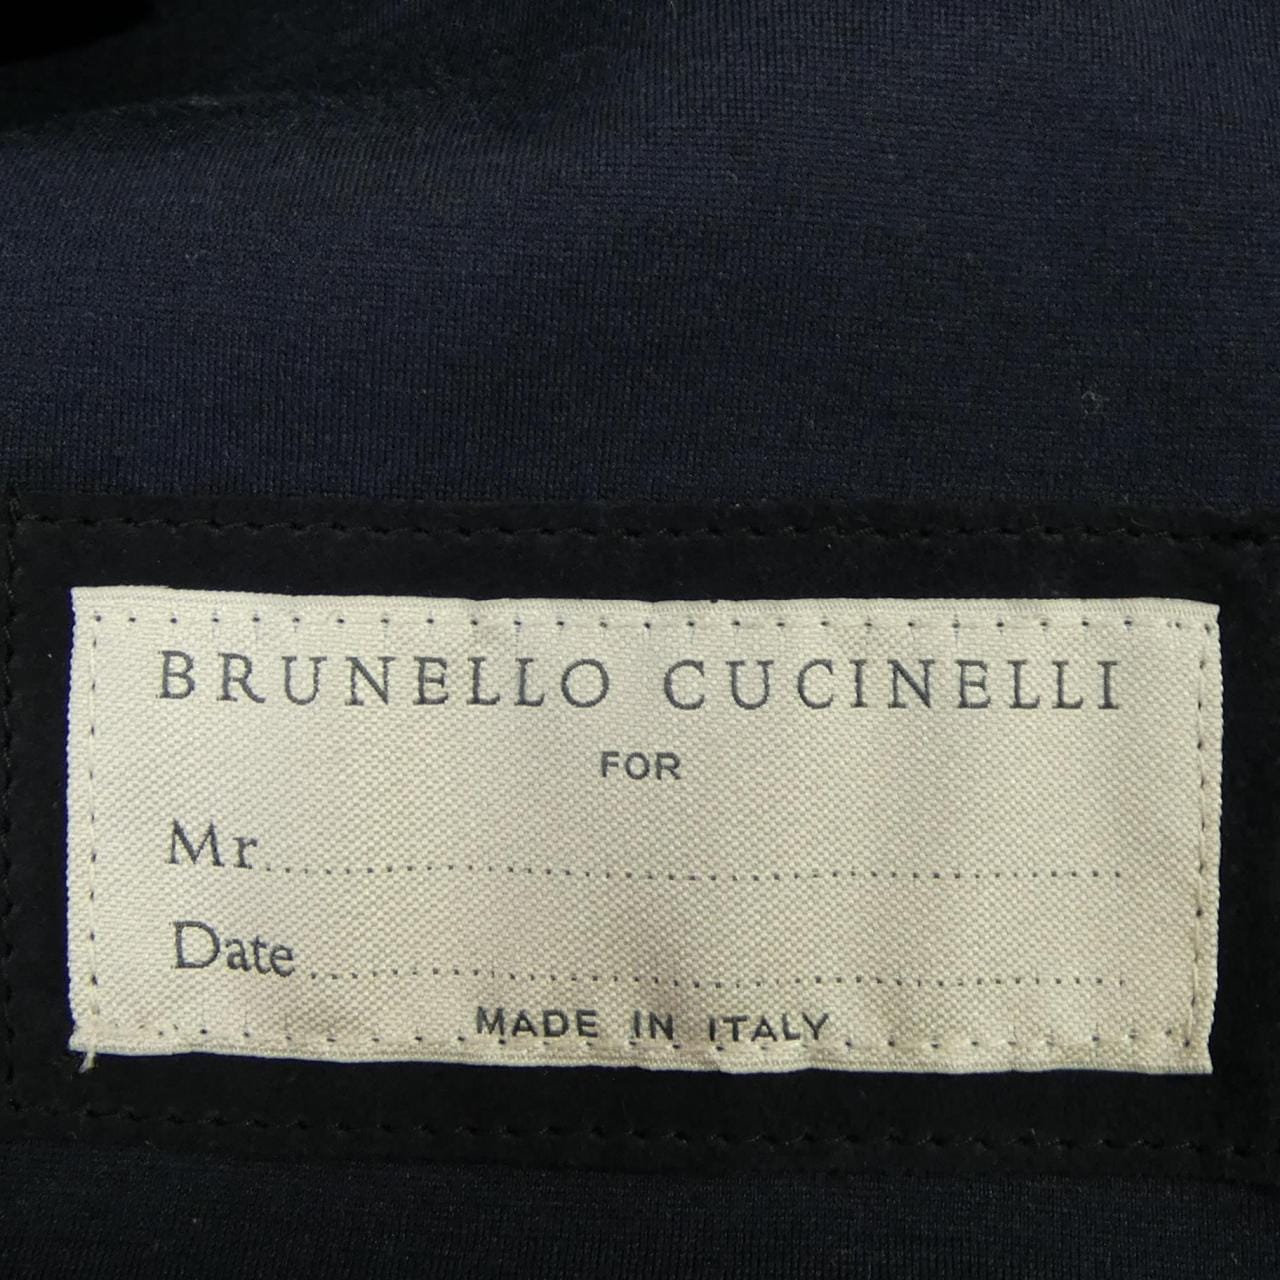 BRUNELLO CUCINELLI
FOR
Mr...........................................
Date...........................................
MADE IN ITALY